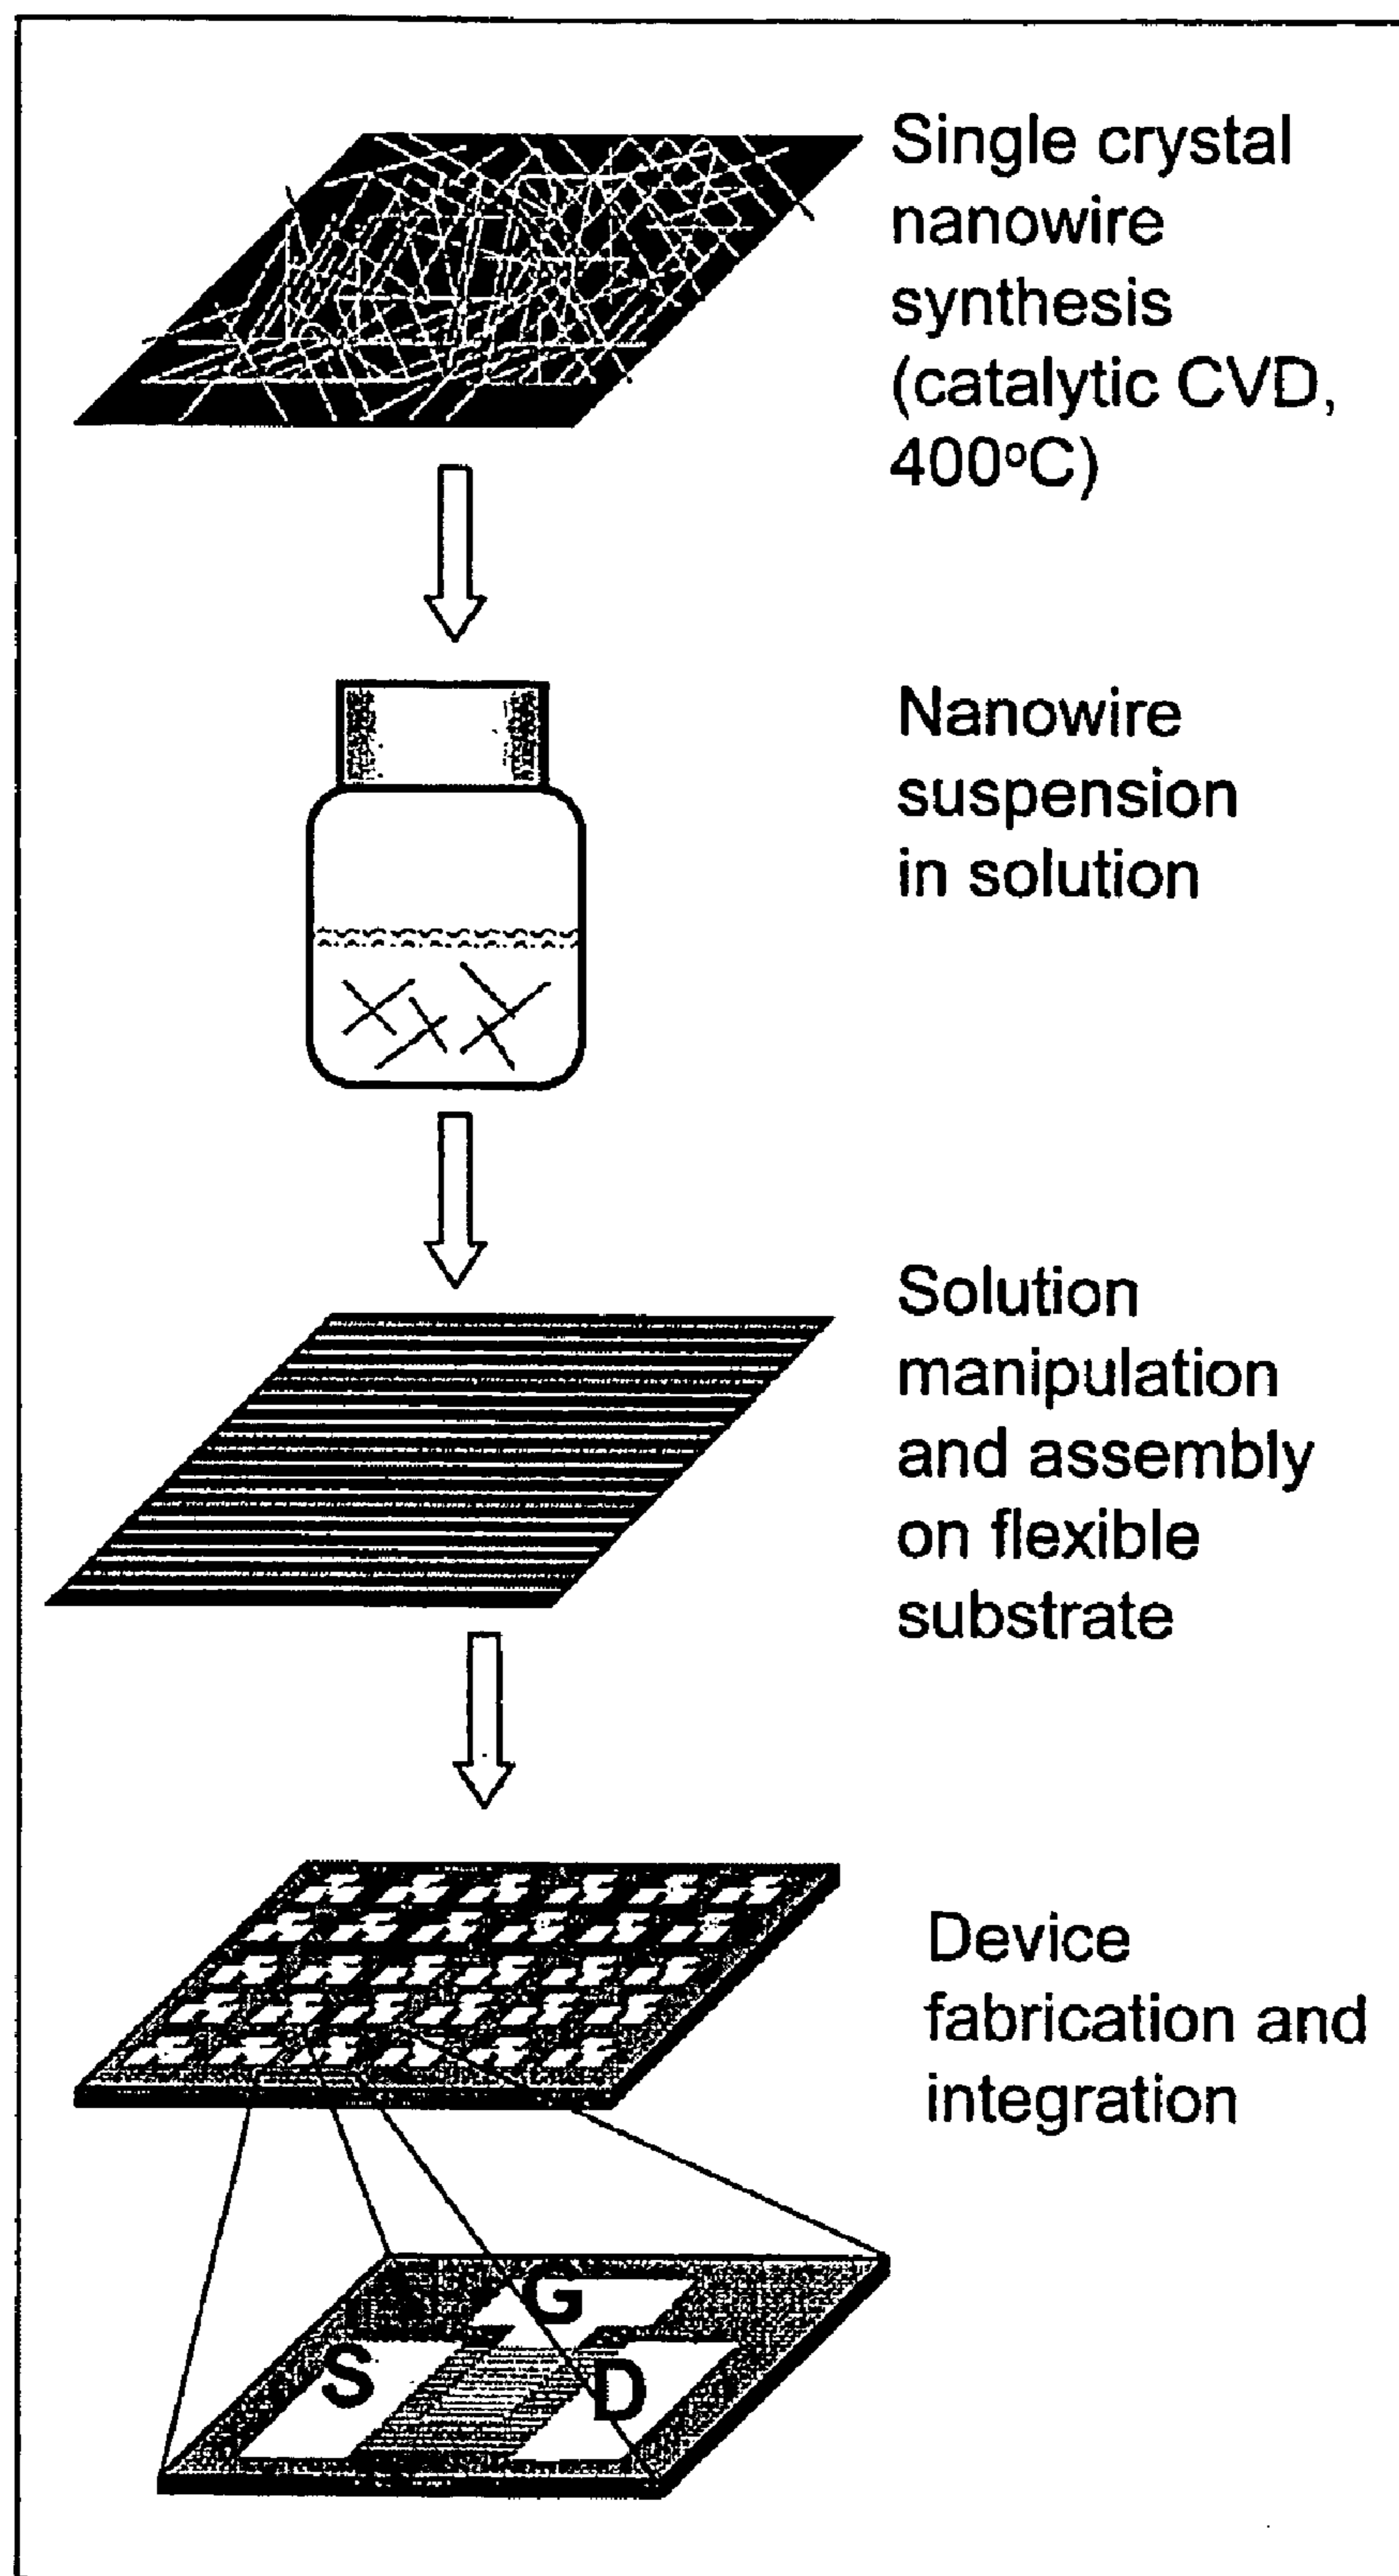 Single crystal
nanowire
synthesis
(catalytic CVD,
400°C)
Nanowire
suspension
in solution
Solution
manipulation
and assembly
on flexible
substrate
Device
fabrication and
integration
G
S
D